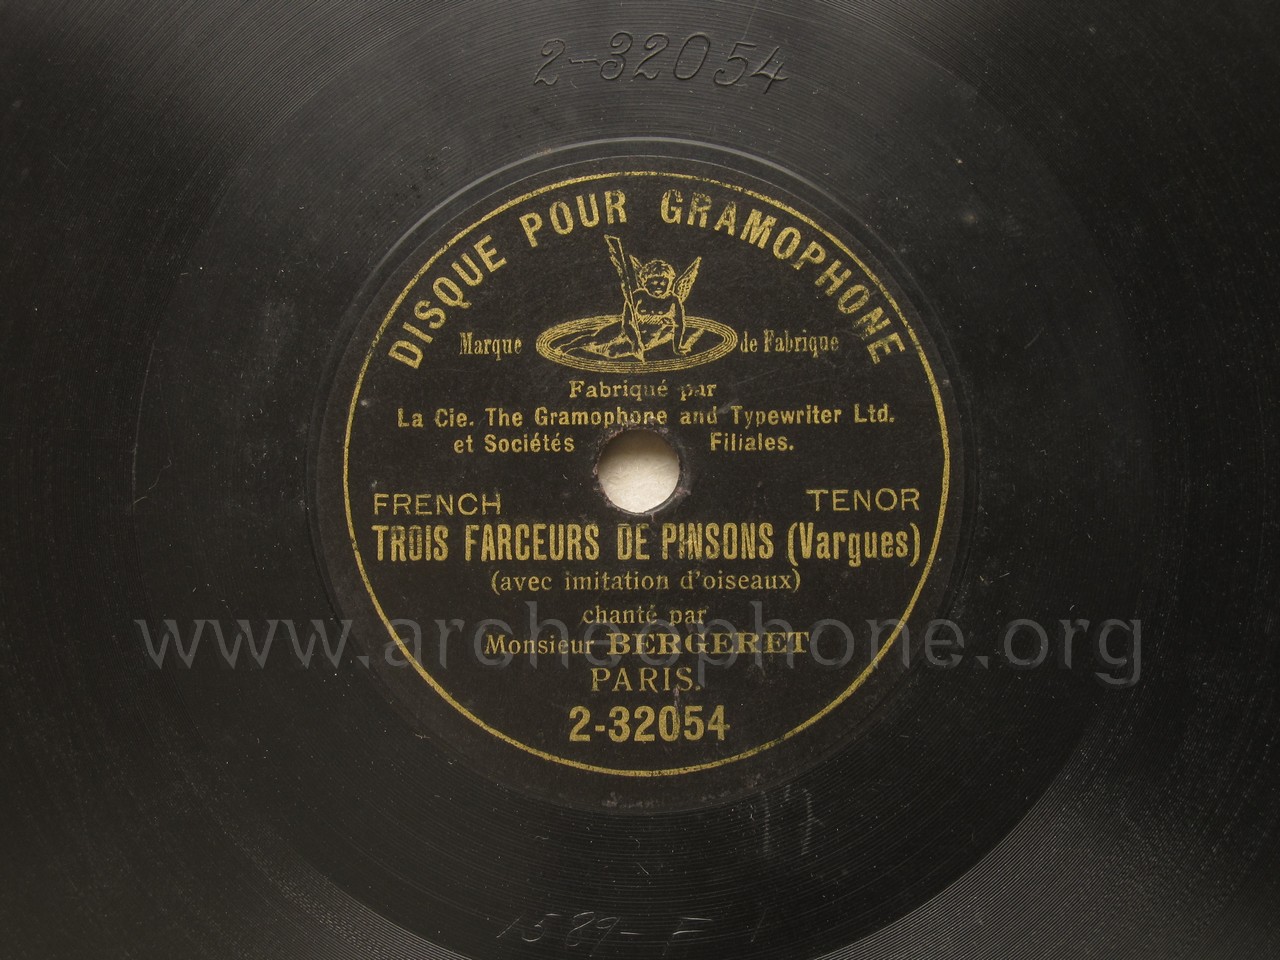 2-32054
DISQUE POUR GRAMOPHONE
Marque de Fabrique
Fabriqué par
La Cie. The Gramophone and Typewriter Ltd.
et Sociétés Filiales.
FRENCH TENOR
TROIS FARCEURS DE PINSONS (Vargues)
(avec imitation d'oiseaux)
chanté par
www.archeophone.org
Monsieur BERGERET
PARIS.
2-32054
1589-F